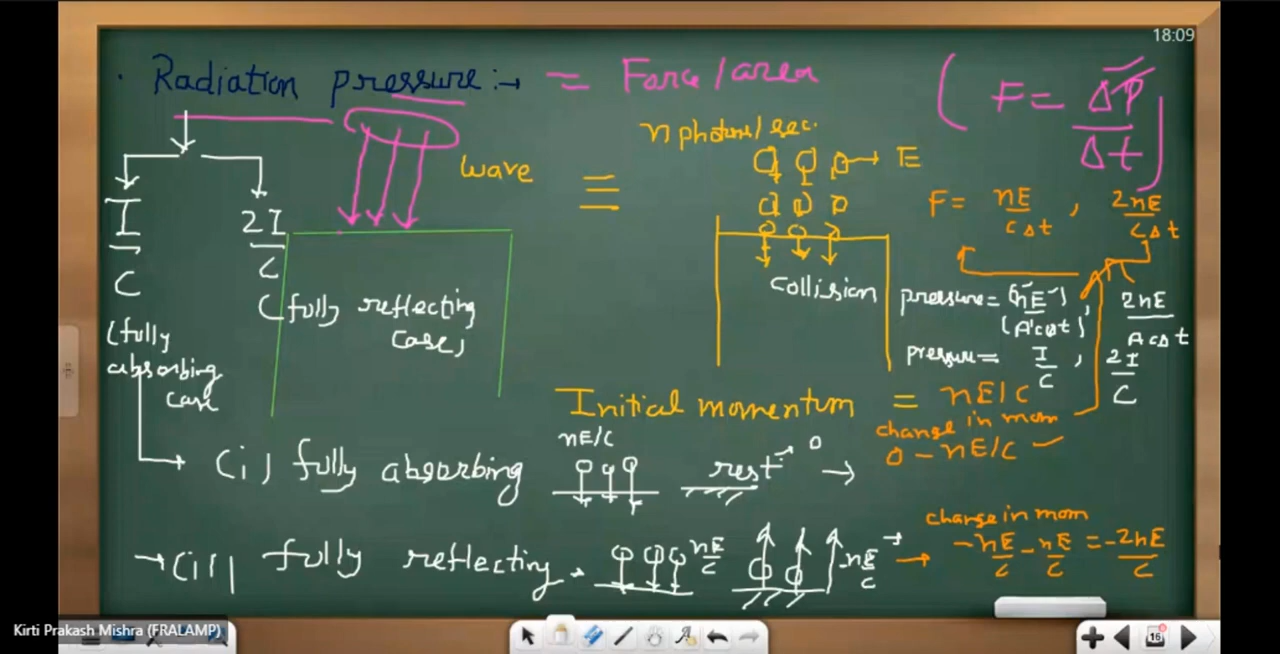 18:09
· Radiation pressure:→ = Force/area
( F = ΔP/Δt )
n photons/sec.
wave ≡
E
I/C
2I/C
(fully absorbing case
(fully reflecting case)
collision
F = nE/cΔt , 2nE/cΔt
pressure = (nE)/(AcΔt) , 2nE/AcΔt
pressure = I/C , 2I/C
Initial momentum = nE/c
change in mom
0 - nE/c
(i) fully absorbing nE/c rest → 0 →
→ (ii) fully reflecting nE/c -nE/c →
change in mom
-nE/c - nE/c = -2nE/c
Kirti Prakash Mishra (FRALAMP)
16